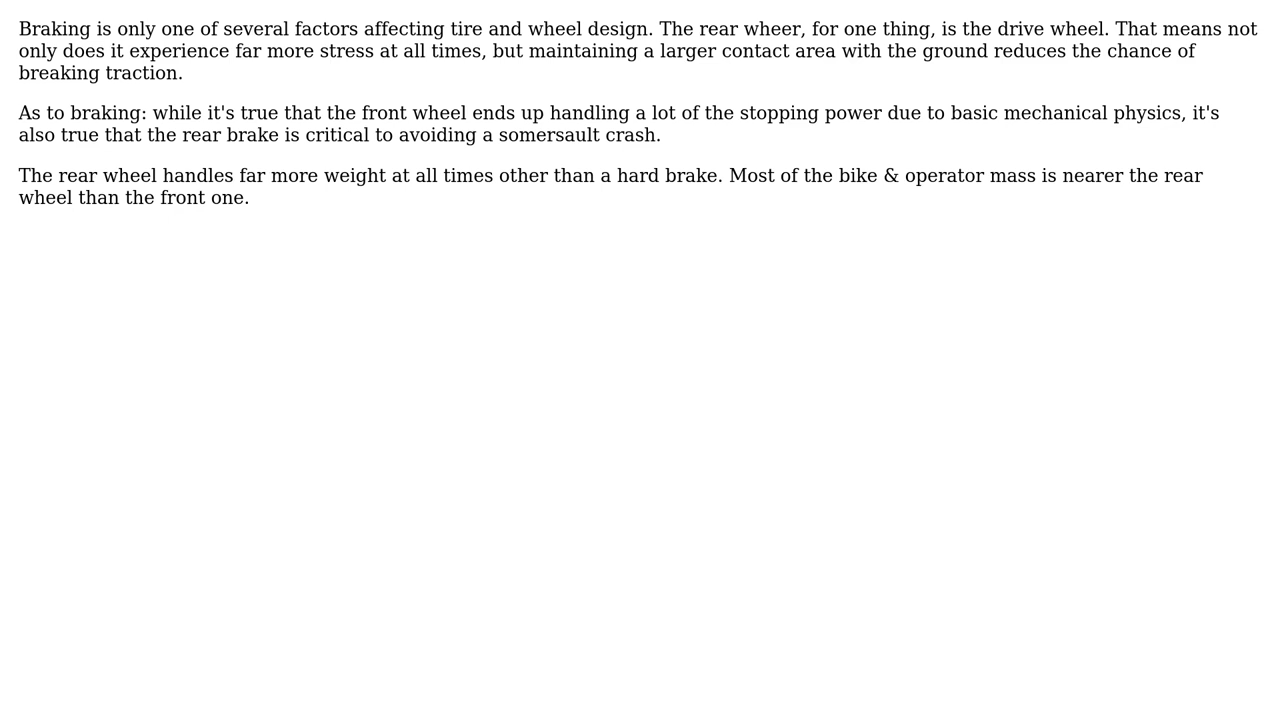 Braking is only one of several factors affecting tire and wheel design. The rear wheer, for one thing, is the drive wheel. That means not
only does it experience far more stress at all times, but maintaining a larger contact area with the ground reduces the chance of
breaking traction.
As to braking: while it's true that the front wheel ends up handling a lot of the stopping power due to basic mechanical physics, it's
also true that the rear brake is critical to avoiding a somersault crash.
The rear wheel handles far more weight at all times other than a hard brake. Most of the bike & operator mass is nearer the rear
wheel than the front one.